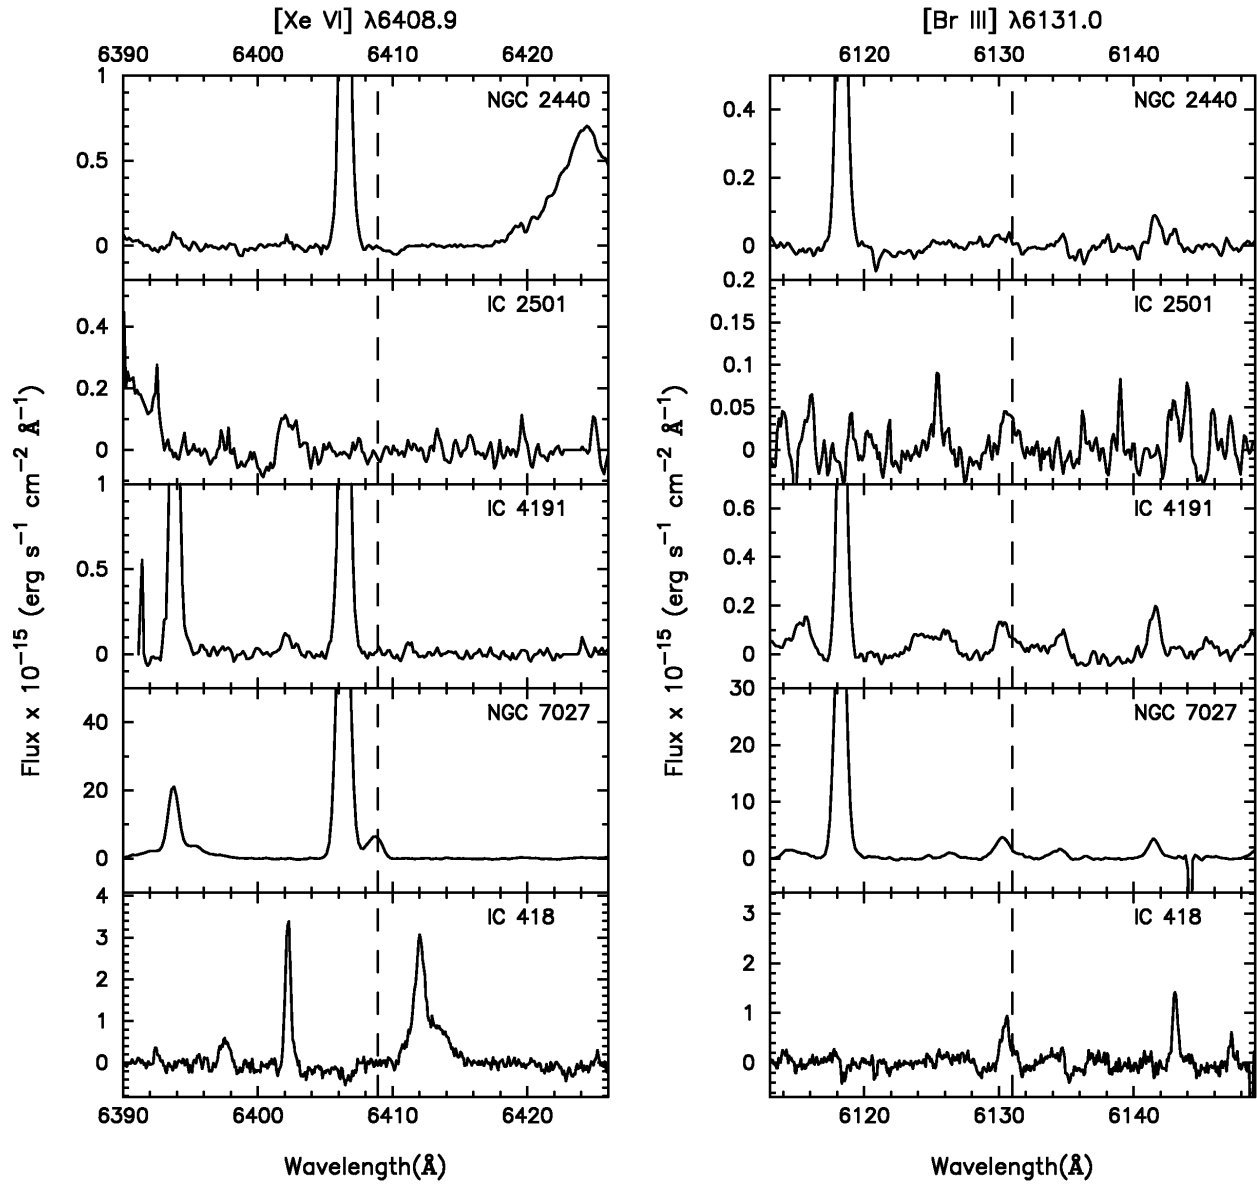 [Xe VI] λ6408.9
6390 6400 6410 6420
1
0.5
0
NGC 2440
0.4
0.2
0
IC 2501
1
0.5
0
IC 4191
40
20
0
NGC 7027
4
3
2
1
0
IC 418
6390 6400 6410 6420
Wavelength(Å)
Flux x 10⁻¹⁵ (erg s⁻¹ cm⁻² Å⁻¹)
[Br III] λ6131.0
6120 6130 6140
0.4
0.2
0
NGC 2440
0.2
0.15
0.1
0.05
0
IC 2501
0.6
0.4
0.2
0
IC 4191
30
20
10
0
NGC 7027
3
2
1
0
IC 418
6120 6130 6140
Wavelength(Å)
Flux x 10⁻¹⁵ (erg s⁻¹ cm⁻² Å⁻¹)